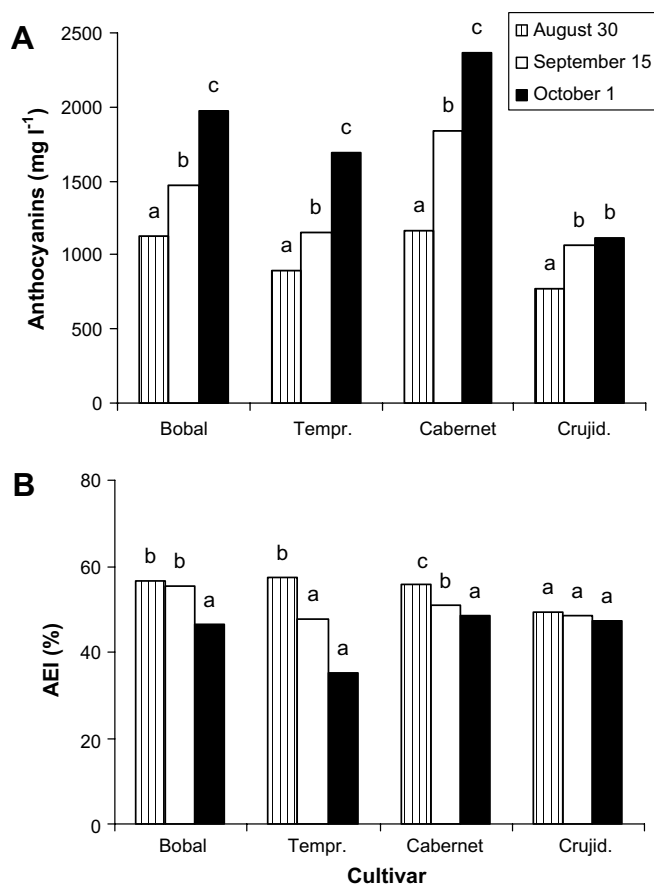 A
Anthocyanins (mg l⁻¹)
2500
2000
1500
1000
500
0
August 30
September 15
October 1
a b c
a b c
a b c
a b b
Bobal Tempr. Cabernet Crujid.
B
AEI (%)
80
60
40
20
0
b b a
b a a
c b a
a a a
Bobal Tempr. Cabernet Crujid.
Cultivar